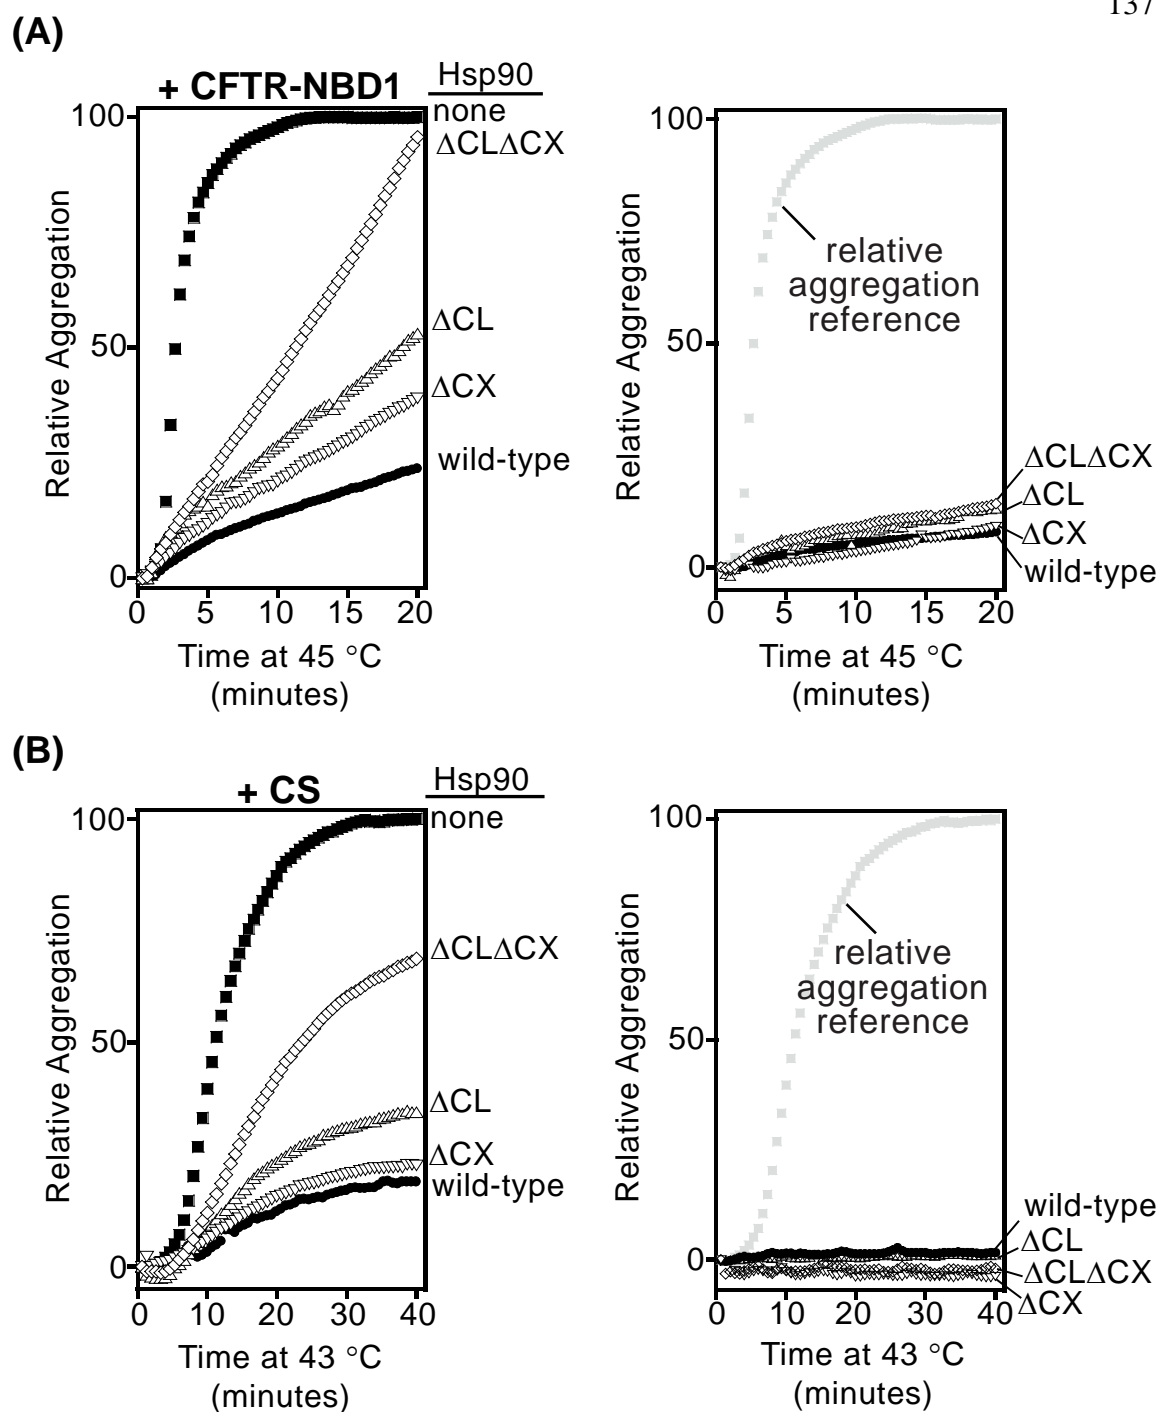 137
(A)
+ CFTR-NBD1
Hsp90
none
ΔCLΔCX
ΔCL
ΔCX
wild-type
100
50
0
Relative Aggregation
0 5 10 15 20
Time at 45 °C
(minutes)
100
50
0
Relative Aggregation
relative
aggregation
reference
ΔCLΔCX
ΔCL
ΔCX
wild-type
0 5 10 15 20
Time at 45 °C
(minutes)
(B)
+ CS
Hsp90
none
ΔCLΔCX
ΔCL
ΔCX
wild-type
100
50
0
Relative Aggregation
0 10 20 30 40
Time at 43 °C
(minutes)
100
50
0
Relative Aggregation
relative
aggregation
reference
wild-type
ΔCL
ΔCLΔCX
ΔCX
0 10 20 30 40
Time at 43 °C
(minutes)